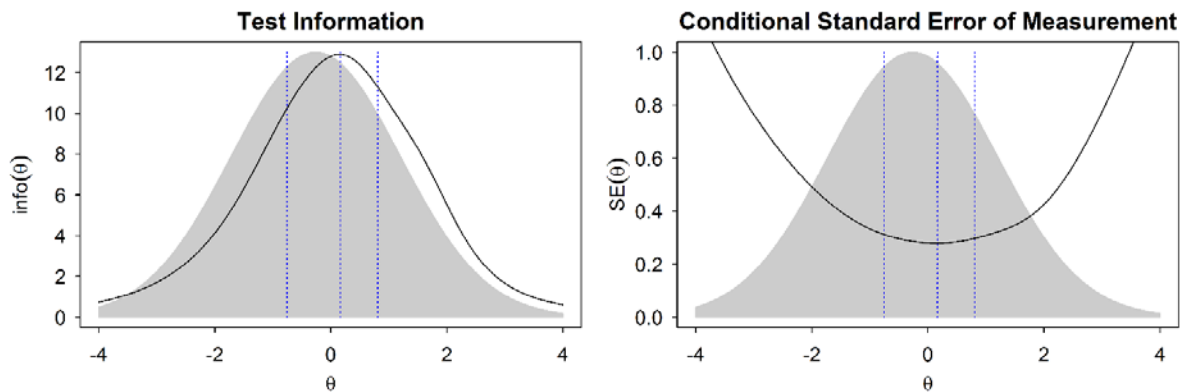 Test Information
12
10
8
6
4
2
0
info(θ)
-4 -2 0 2 4
θ
Conditional Standard Error of Measurement
1.0
0.8
0.6
0.4
0.2
0.0
SE(θ)
-4 -2 0 2 4
θ